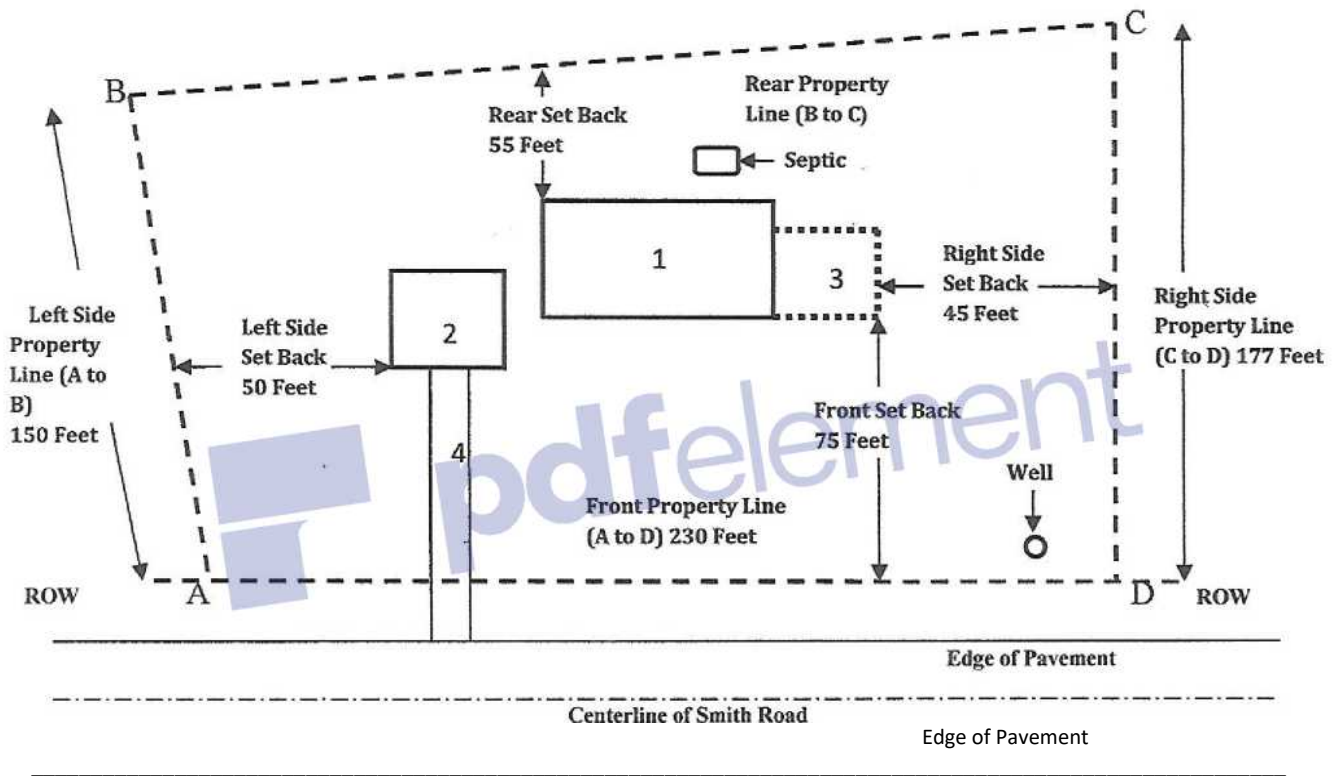 C
B
Rear Property
Line (B to C)
Rear Set Back
55 Feet
Septic
1
3
Right Side
Set Back
45 Feet
Right Side
Property Line
(C to D) 177 Feet
Left Side
Property
Line (A to
B)
150 Feet
2
Left Side
Set Back
50 Feet
Front Set Back
75 Feet
4
pdfelement
Well
Front Property Line
(A to D) 230 Feet
ROW
A
D
ROW
Edge of Pavement
Centerline of Smith Road
Edge of Pavement